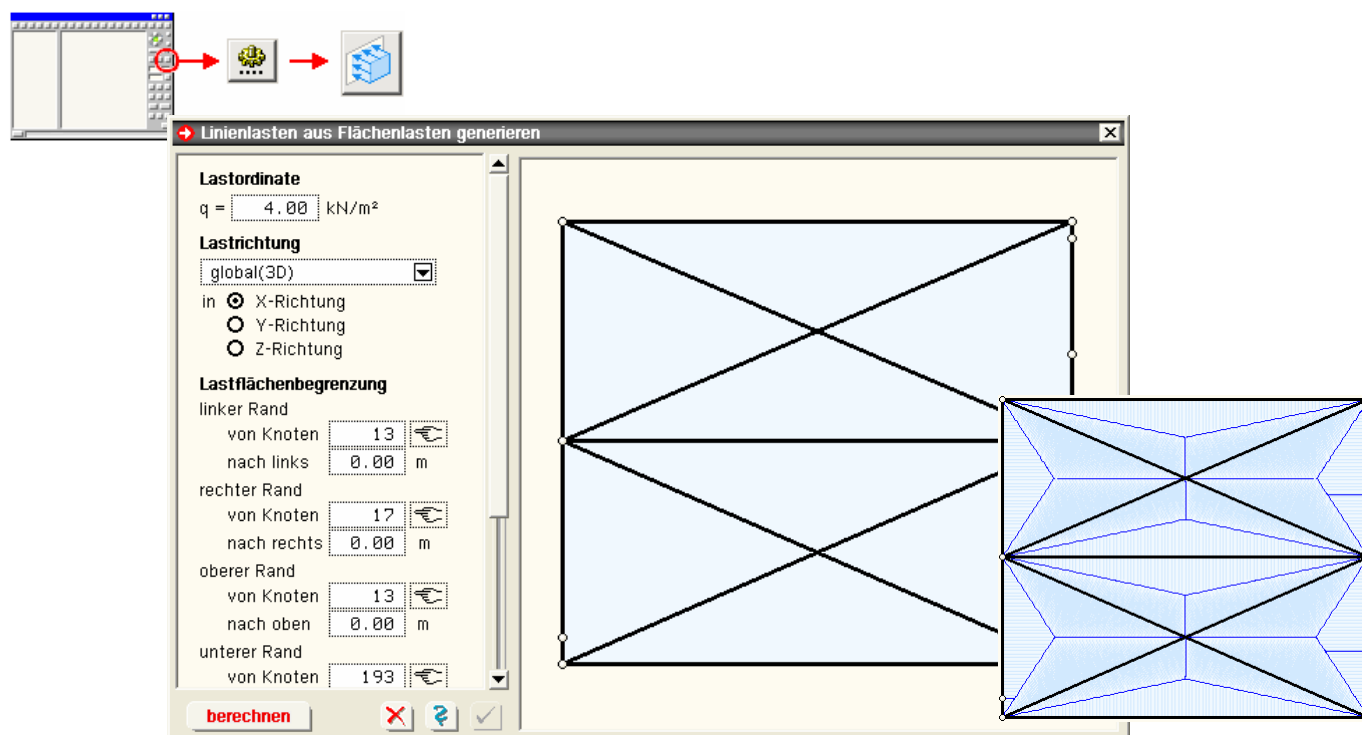 Linienlasten aus Flächenlasten generieren
Lastordinate
q = 4.00 kN/m²
Lastrichtung
global(3D)
in X-Richtung
Y-Richtung
Z-Richtung
Lastflächenbegrenzung
linker Rand
von Knoten 13
nach links 0.00 m
rechter Rand
von Knoten 17
nach rechts 0.00 m
oberer Rand
von Knoten 13
nach oben 0.00 m
unterer Rand
von Knoten 193
berechnen